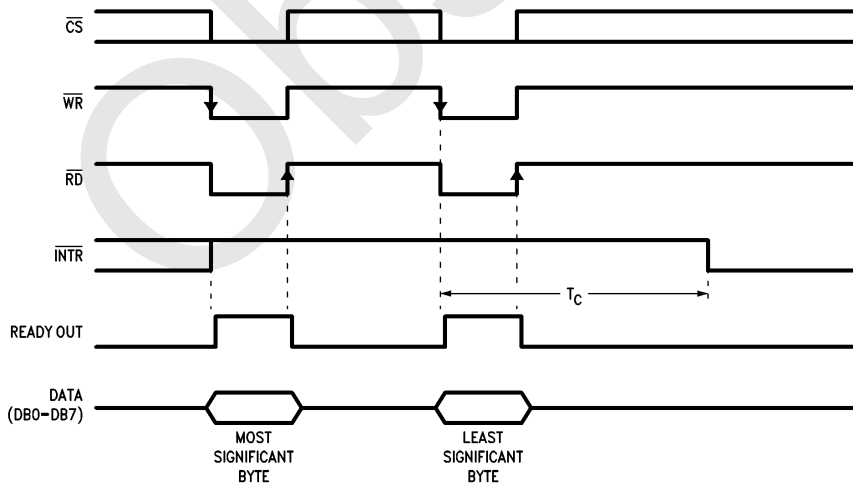 CS
WR
RD
INTR
T_C
READY OUT
DATA
(DB0–DB7)
MOST
SIGNIFICANT
BYTE
LEAST
SIGNIFICANT
BYTE